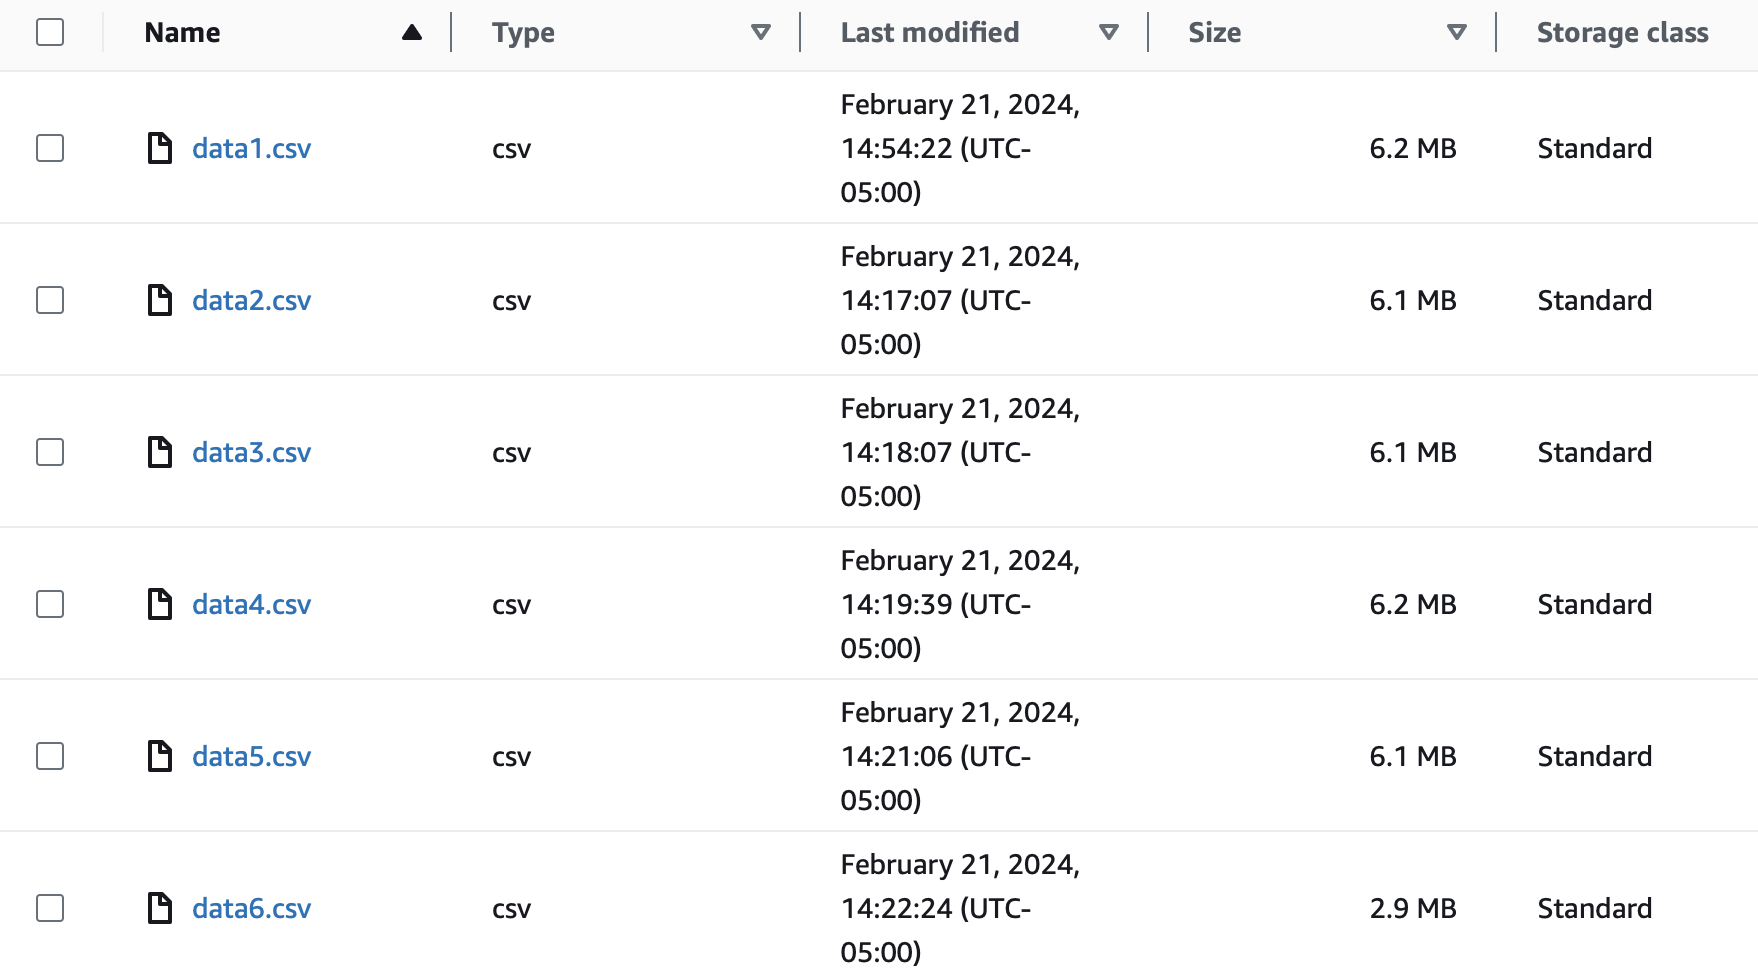 Name Type Last modified Size Storage class
February 21, 2024,
data1.csv csv 14:54:22 (UTC- 6.2 MB Standard
05:00)
February 21, 2024,
data2.csv csv 14:17:07 (UTC- 6.1 MB Standard
05:00)
February 21, 2024,
data3.csv csv 14:18:07 (UTC- 6.1 MB Standard
05:00)
February 21, 2024,
data4.csv csv 14:19:39 (UTC- 6.2 MB Standard
05:00)
February 21, 2024,
data5.csv csv 14:21:06 (UTC- 6.1 MB Standard
05:00)
February 21, 2024,
data6.csv csv 14:22:24 (UTC- 2.9 MB Standard
05:00)